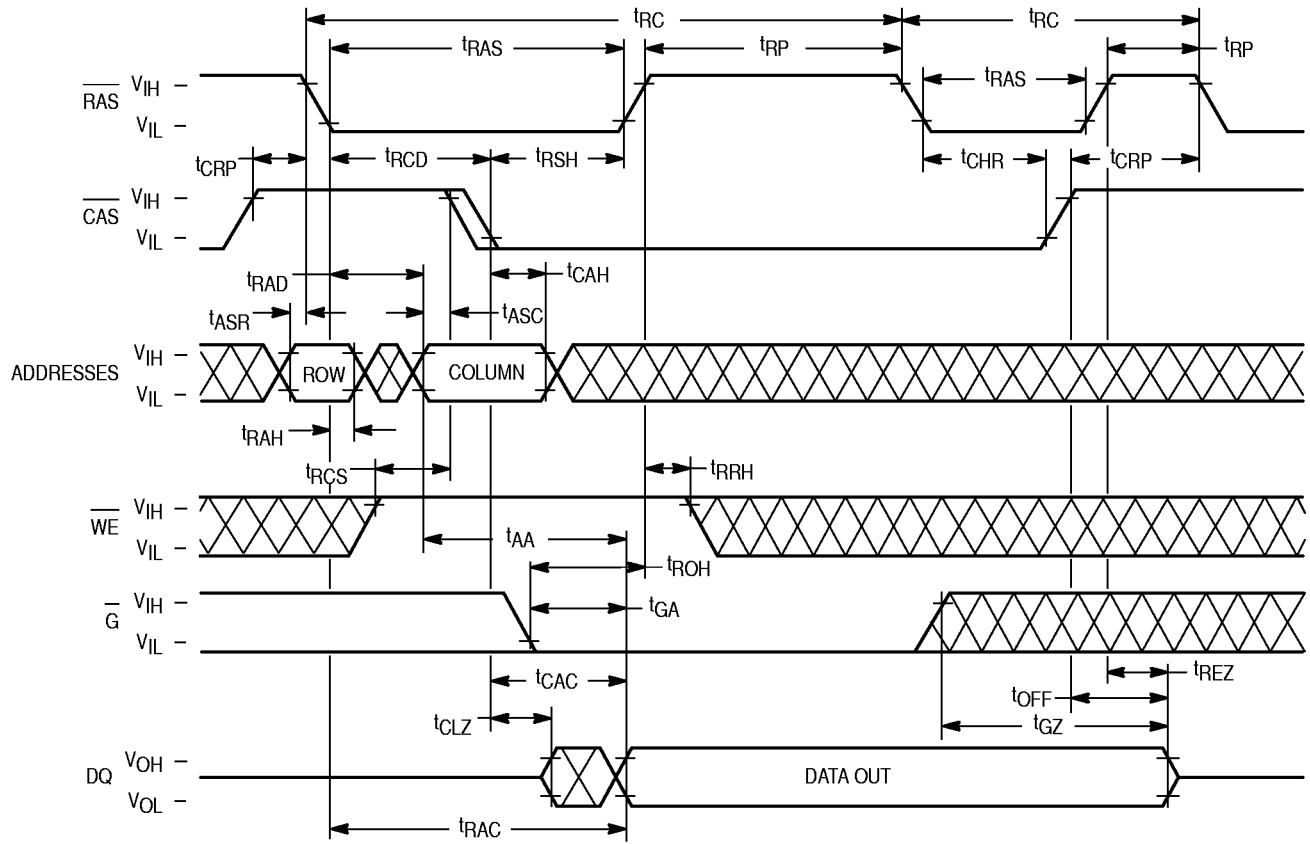 tRC tRC
tRAS tRP tRP
tRAS
RAS VIH
VIL
tCRP tRCD tRSH tCHR tCRP
CAS VIH
VIL
tRAD tCAH
tASR tASC
ADDRESSES VIH
ROW COLUMN
VIL
tRAH
tRCS tRRH
WE VIH
VIL
tAA
tROH
G VIH
tGA
VIL
tCAC tREZ
tOFF
tCLZ tGZ
DQ VOH
DATA OUT
VOL
tRAC